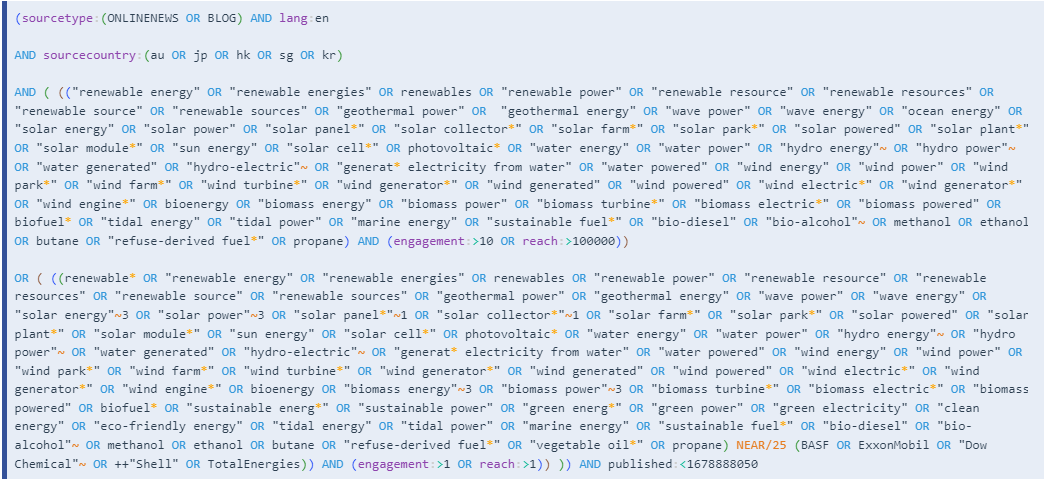 (sourcetype:(ONLINENEWS OR BLOG) AND lang:en
AND sourcecountry:(au OR jp OR hk OR sg OR kr)
AND ( (("renewable energy" OR "renewable energies" OR renewables OR "renewable power" OR "renewable resource" OR "renewable resources" OR
"renewable source" OR "renewable sources" OR "geothermal power" OR "geothermal energy" OR "wave power" OR "wave energy" OR "ocean energy" OR
"solar energy" OR "solar power" OR "solar panel*" OR "solar collector*" OR "solar farm*" OR "solar park*" OR "solar powered" OR "solar plant*"
OR "solar module*" OR "sun energy" OR "solar cell*" OR photovoltaic* OR "water energy" OR "water power" OR "hydro energy"~ OR "hydro power"~
OR "water generated" OR "hydro-electric"~ OR "generat* electricity from water" OR "water powered" OR "wind energy" OR "wind power" OR "wind
park*" OR "wind farm*" OR "wind turbine*" OR "wind generator*" OR "wind generated" OR "wind powered" OR "wind electric*" OR "wind generator*"
OR "wind engine*" OR bioenergy OR "biomass energy" OR "biomass power" OR "biomass turbine*" OR "biomass electric*" OR "biomass powered" OR
biofuel* OR "tidal energy" OR "tidal power" OR "marine energy" OR "sustainable fuel*" OR "bio-diesel" OR "bio-alcohol"~ OR methanol OR ethanol
OR butane OR "refuse-derived fuel*" OR propane) AND (engagement:>10 OR reach:>100000))
OR ( ((renewable* OR "renewable energy" OR "renewable energies" OR renewables OR "renewable power" OR "renewable resource" OR "renewable
resources" OR "renewable source" OR "renewable sources" OR "geothermal power" OR "geothermal energy" OR "wave power" OR "wave energy" OR
"solar energy"~3 OR "solar power"~3 OR "solar panel*"~1 OR "solar collector*"~1 OR "solar farm*" OR "solar park*" OR "solar powered" OR "solar
plant*" OR "solar module*" OR "sun energy" OR "solar cell*" OR photovoltaic* OR "water energy" OR "water power" OR "hydro energy"~ OR "hydro
power"~ OR "water generated" OR "hydro-electric"~ OR "generat* electricity from water" OR "water powered" OR "wind energy" OR "wind power" OR
"wind park*" OR "wind farm*" OR "wind turbine*" OR "wind generator*" OR "wind generated" OR "wind powered" OR "wind electric*" OR "wind
generator*" OR "wind engine*" OR bioenergy OR "biomass energy"~3 OR "biomass power"~3 OR "biomass turbine*" OR "biomass electric*" OR "biomass
powered" OR biofuel* OR "sustainable energ*" OR "sustainable power" OR "green energ*" OR "green power" OR "green electricity" OR "clean
energy" OR "eco-friendly energy" OR "tidal energy" OR "tidal power" OR "marine energy" OR "sustainable fuel*" OR "bio-diesel" OR "bio-
alcohol"~ OR methanol OR ethanol OR butane OR "refuse-derived fuel*" OR "vegetable oil*" OR propane) NEAR/25 (BASF OR ExxonMobil OR "Dow
Chemical"~ OR ++"Shell" OR TotalEnergies)) AND (engagement:>1 OR reach:>1)) )) AND published:<1678888050